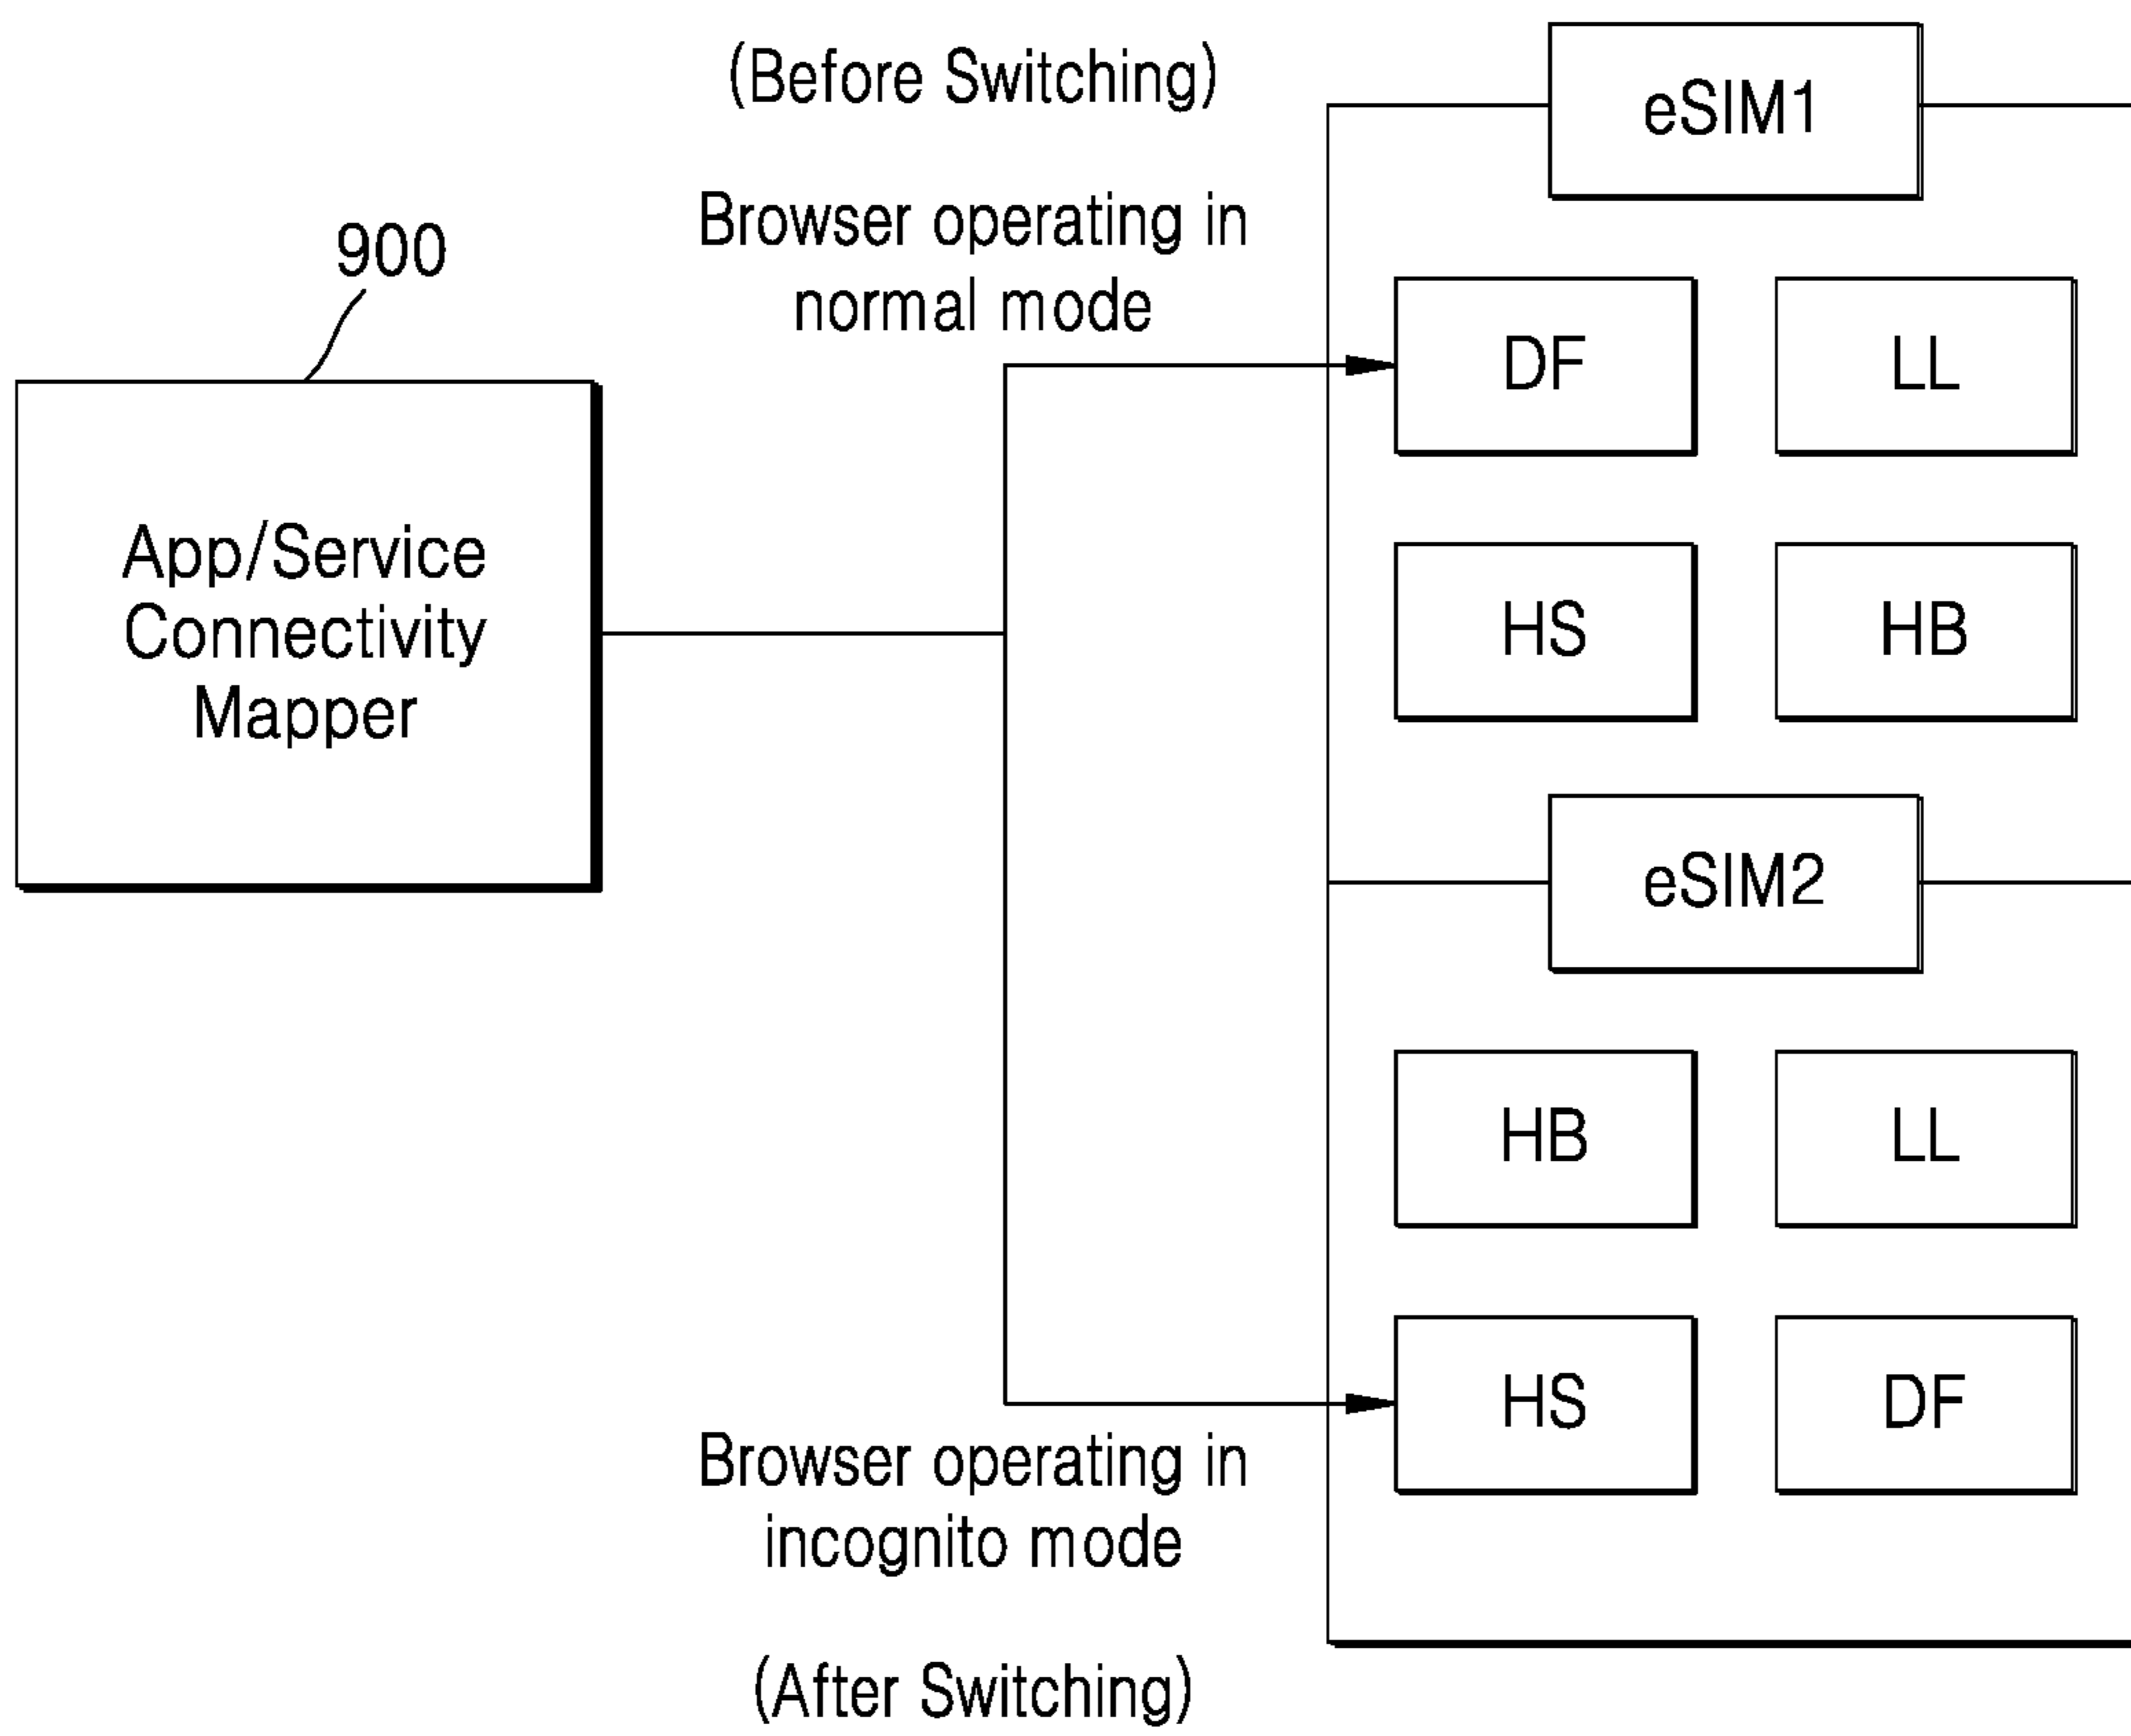 (Before Switching)
Browser operating in
normal mode
900
App/Service
Connectivity
Mapper
eSIM1
DF
LL
HS
HB
eSIM2
HB
LL
HS
DF
Browser operating in
incognito mode
(After Switching)